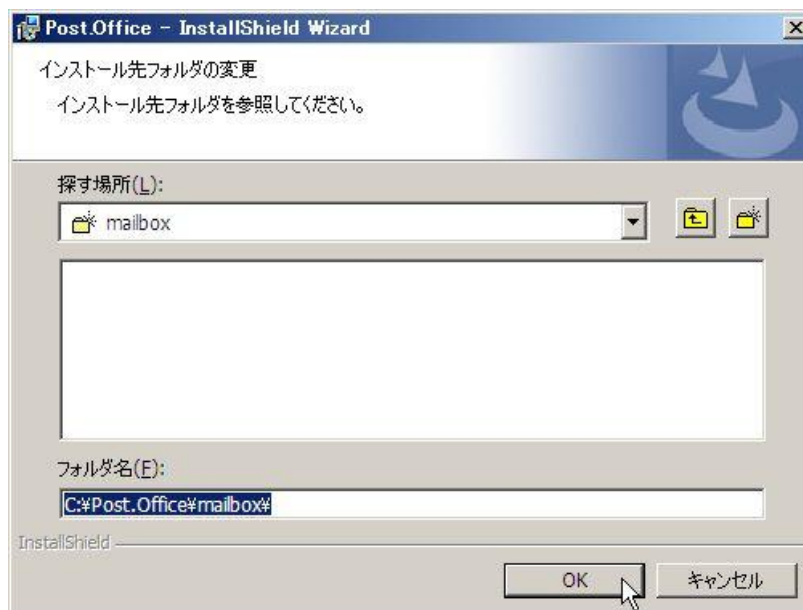 Post.Office - InstallShield Wizard
インストール先フォルダの変更
インストール先フォルダを参照してください。
探す場所(L):
mailbox
フォルダ名(F):
C:¥Post.Office¥mailbox¥
InstallShield
OK
キャンセル